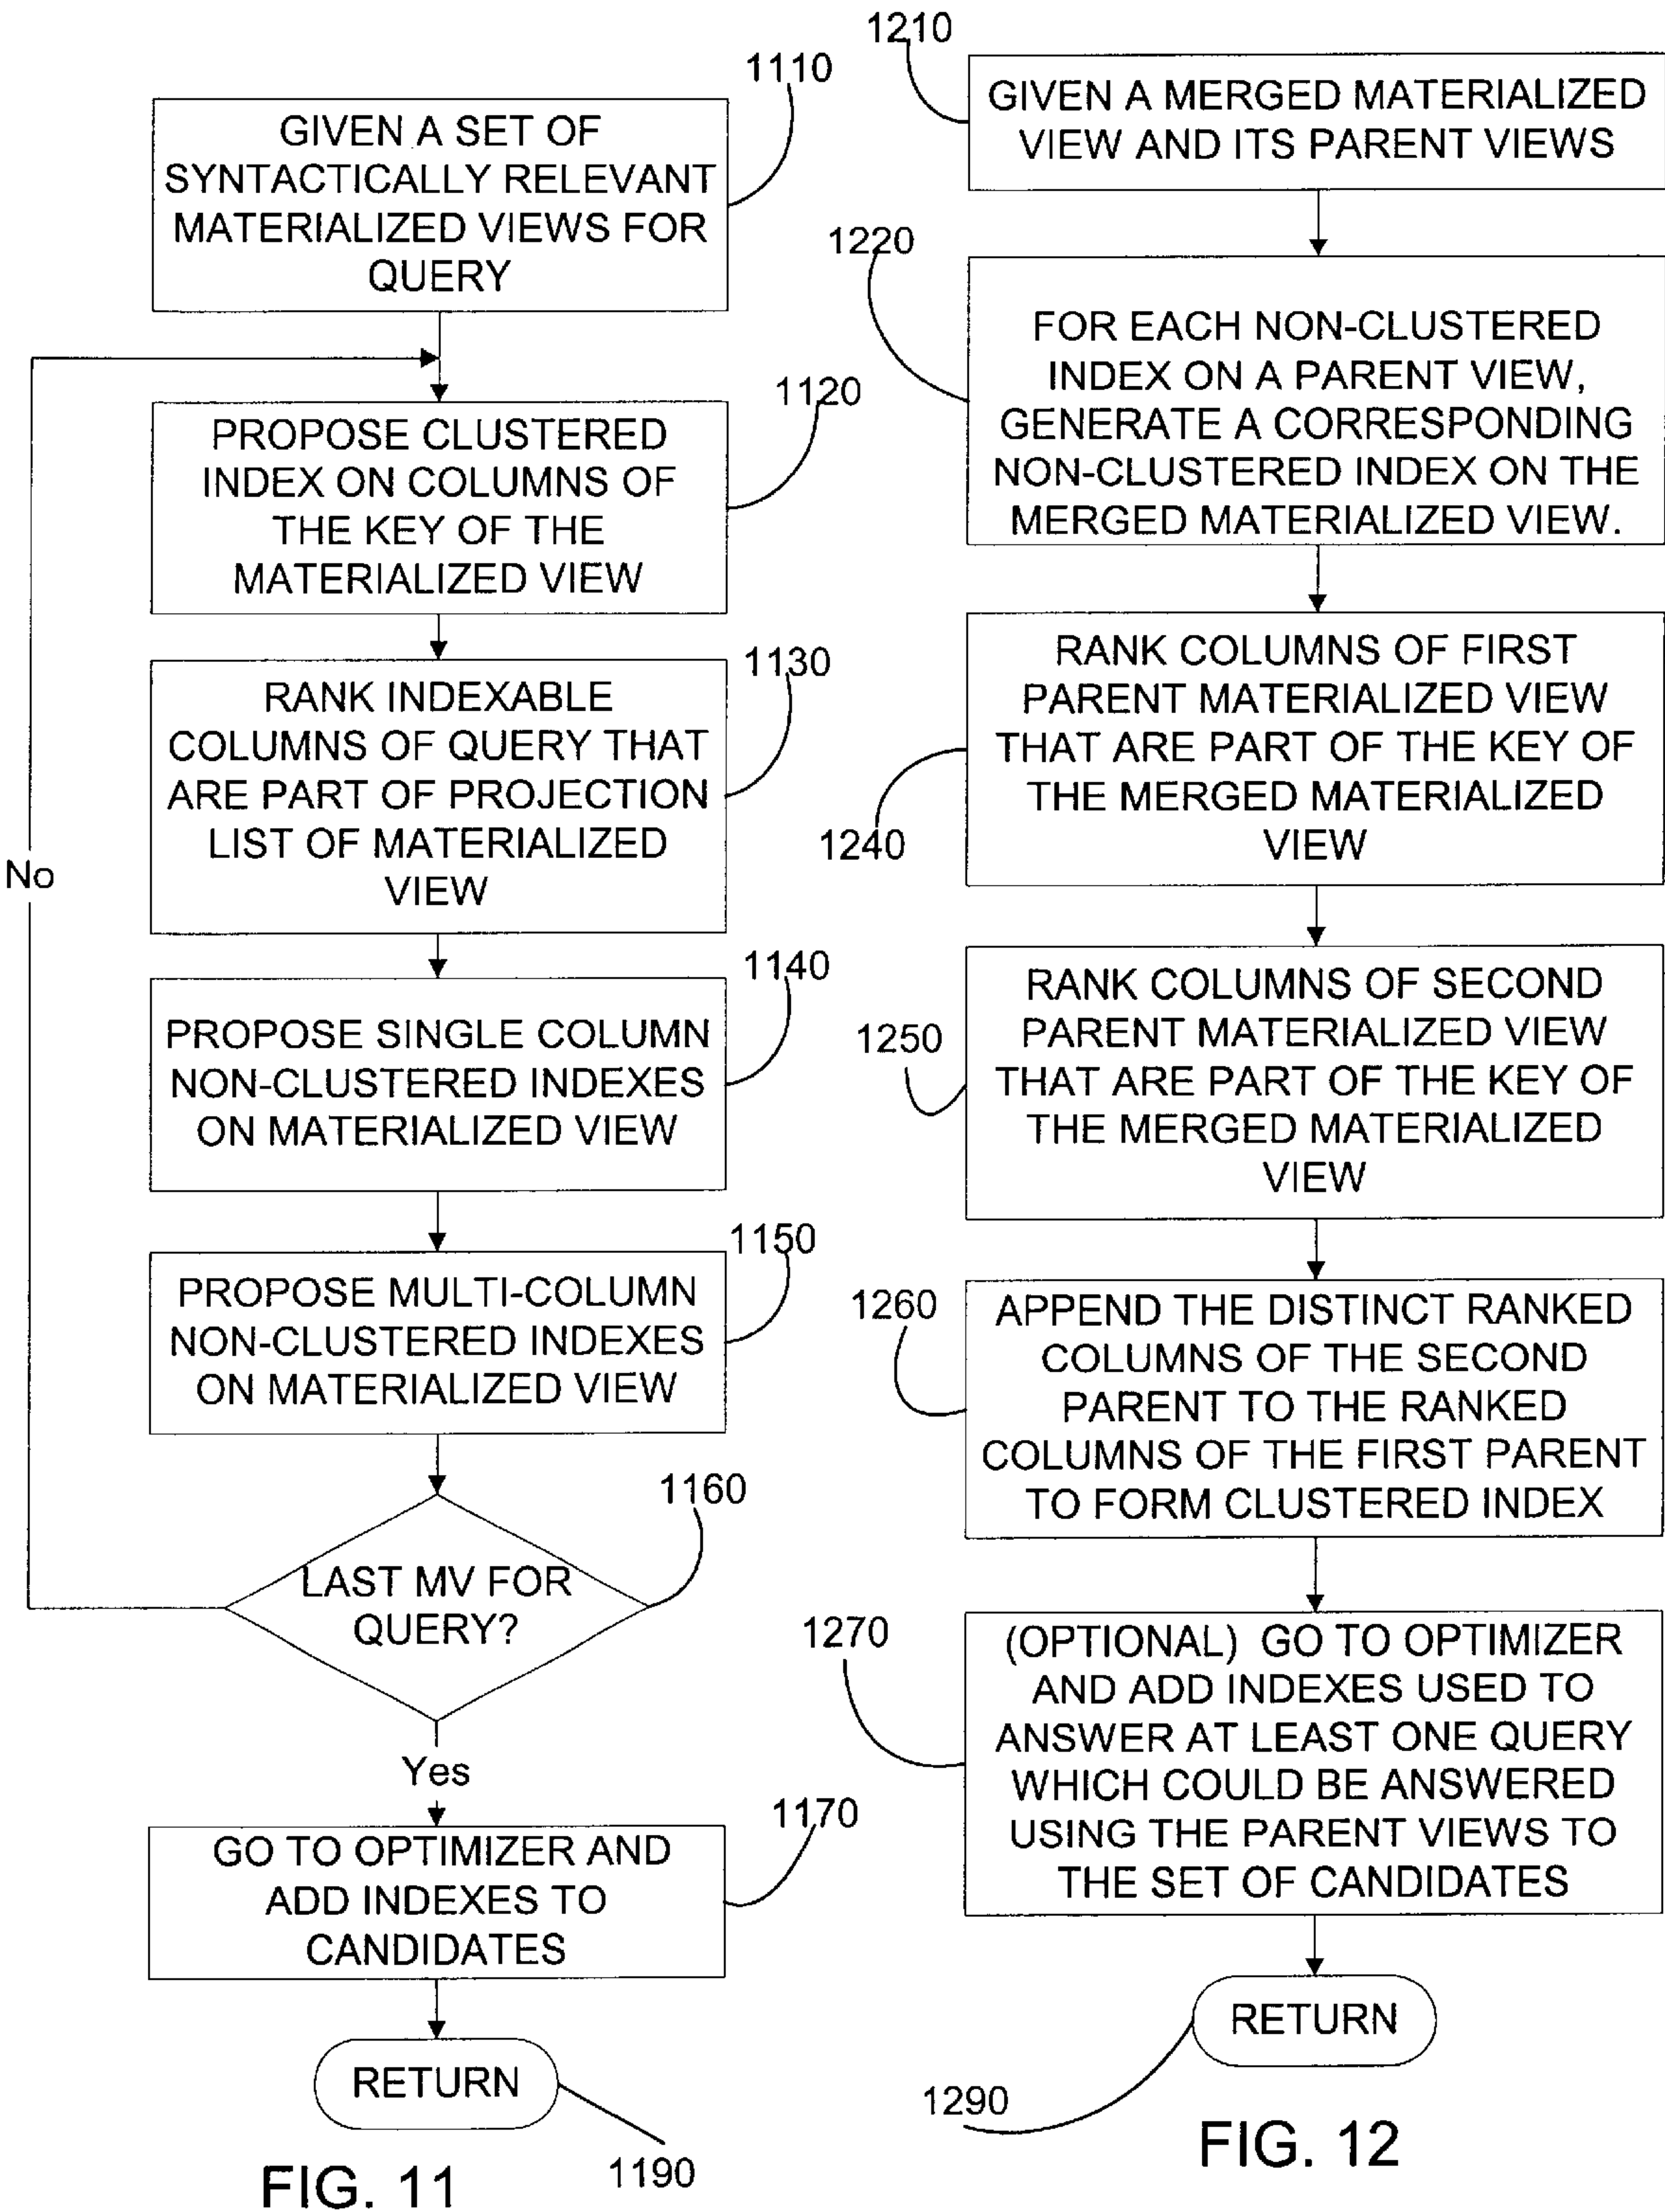 1110
GIVEN A SET OF
SYNTACTICALLY RELEVANT
MATERIALIZED VIEWS FOR
QUERY
1120
PROPOSE CLUSTERED
INDEX ON COLUMNS OF
THE KEY OF THE
MATERIALIZED VIEW
1130
RANK INDEXABLE
COLUMNS OF QUERY THAT
ARE PART OF PROJECTION
LIST OF MATERIALIZED
VIEW
No
1140
PROPOSE SINGLE COLUMN
NON-CLUSTERED INDEXES
ON MATERIALIZED VIEW
1150
PROPOSE MULTI-COLUMN
NON-CLUSTERED INDEXES
ON MATERIALIZED VIEW
1160
LAST MV FOR
QUERY?
Yes
1170
GO TO OPTIMIZER AND
ADD INDEXES TO
CANDIDATES
RETURN
1190
FIG. 11
1210
GIVEN A MERGED MATERIALIZED
VIEW AND ITS PARENT VIEWS
1220
FOR EACH NON-CLUSTERED
INDEX ON A PARENT VIEW,
GENERATE A CORRESPONDING
NON-CLUSTERED INDEX ON THE
MERGED MATERIALIZED VIEW.
RANK COLUMNS OF FIRST
PARENT MATERIALIZED VIEW
THAT ARE PART OF THE KEY OF
THE MERGED MATERIALIZED
VIEW
1240
RANK COLUMNS OF SECOND
PARENT MATERIALIZED VIEW
THAT ARE PART OF THE KEY OF
THE MERGED MATERIALIZED
VIEW
1250
1260
APPEND THE DISTINCT RANKED
COLUMNS OF THE SECOND
PARENT TO THE RANKED
COLUMNS OF THE FIRST PARENT
TO FORM CLUSTERED INDEX
1270
(OPTIONAL) GO TO OPTIMIZER
AND ADD INDEXES USED TO
ANSWER AT LEAST ONE QUERY
WHICH COULD BE ANSWERED
USING THE PARENT VIEWS TO
THE SET OF CANDIDATES
RETURN
1290
FIG. 12